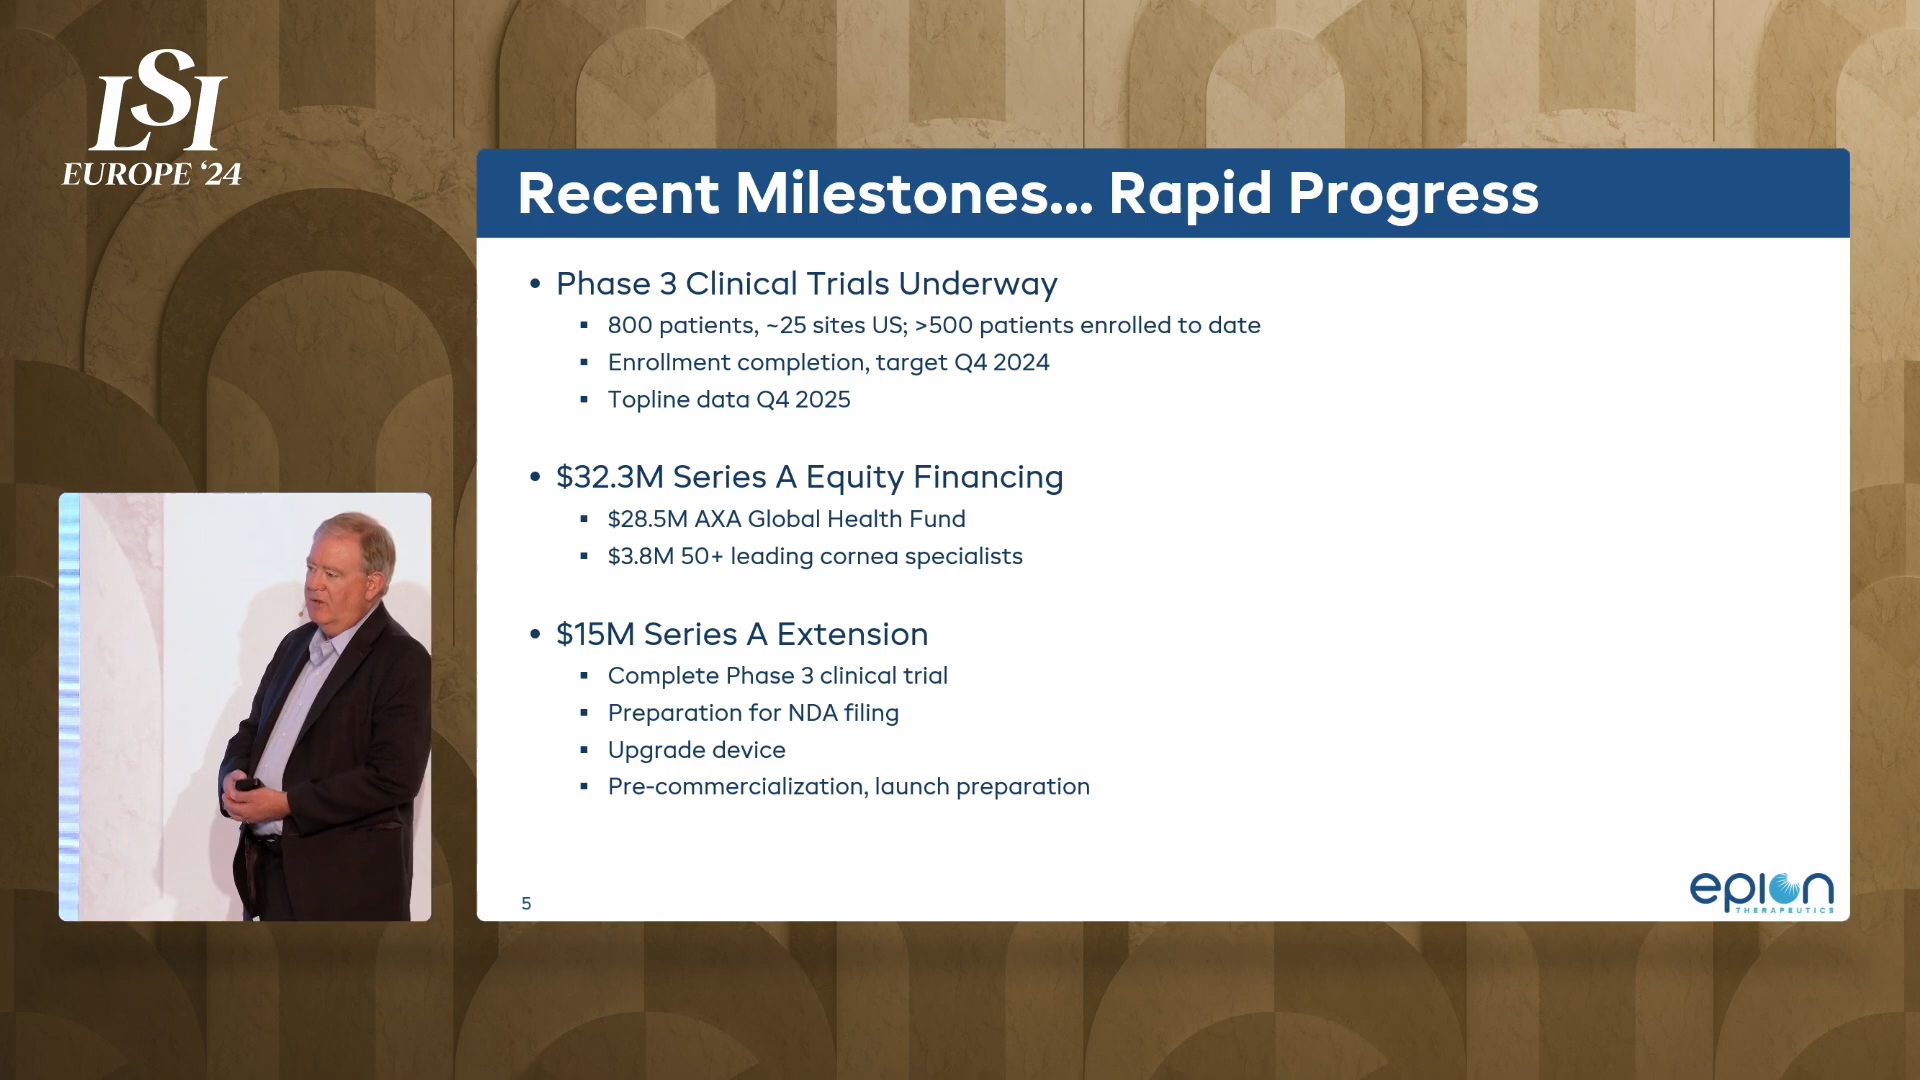 LSI
EUROPE ‘24
Recent Milestones... Rapid Progress
• Phase 3 Clinical Trials Underway
▪ 800 patients, ~25 sites US; >500 patients enrolled to date
▪ Enrollment completion, target Q4 2024
▪ Topline data Q4 2025
• $32.3M Series A Equity Financing
▪ $28.5M AXA Global Health Fund
▪ $3.8M 50+ leading cornea specialists
• $15M Series A Extension
▪ Complete Phase 3 clinical trial
▪ Preparation for NDA filing
▪ Upgrade device
▪ Pre-commercialization, launch preparation
5
epion
THERAPEUTICS